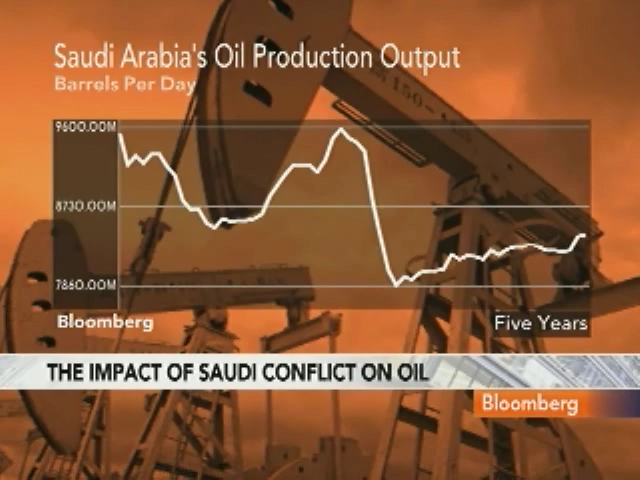 Saudi Arabia's Oil Production Output
Barrels Per Day
9600.00M
8730.00M
7860.00M
Bloomberg
Five Years
THE IMPACT OF SAUDI CONFLICT ON OIL
Bloomberg